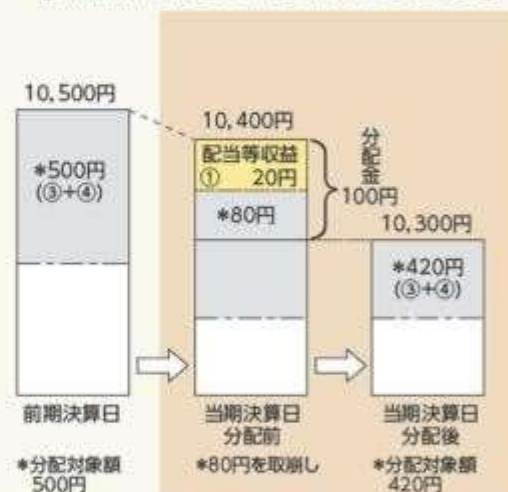 10,500円
*500円
(③+④)
前期決算日
*分配対象額
500円
10,400円
配当等収益
① 20円
*80円
分配金
100円
当期決算日
分配前
*80円を取崩し
10,300円
*420円
(③+④)
当期決算日
分配後
*分配対象額
420円